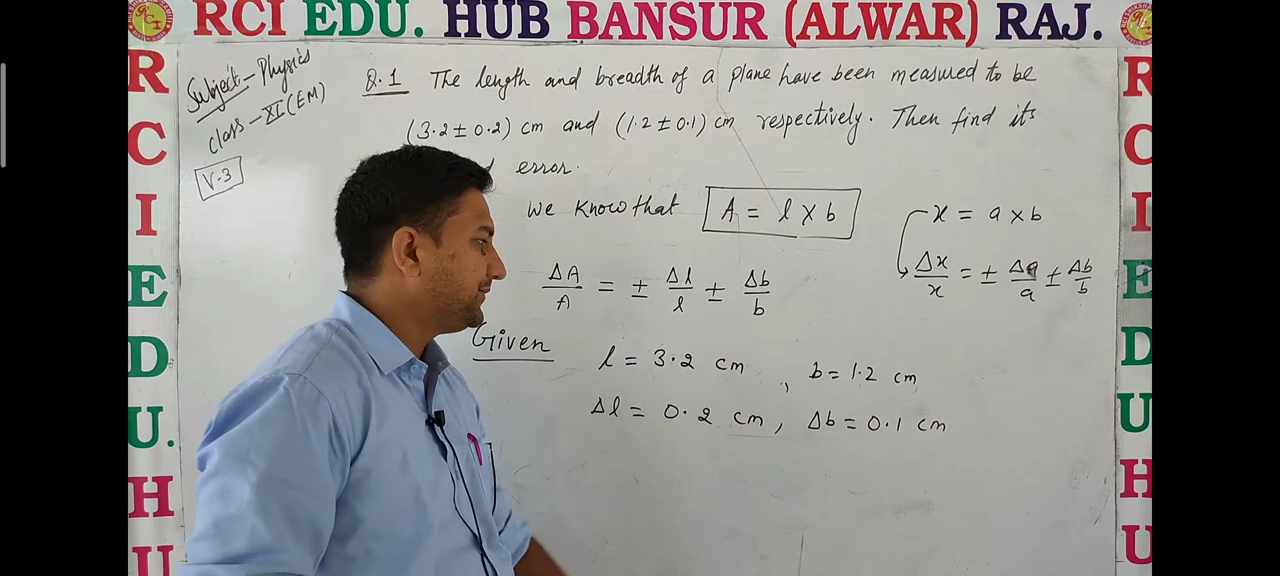 RCI EDU. HUB BANSUR (ALWAR) RAJ.
R
C
I
E
D
U.
H
U
Subject - Physics
Class - XI (EM)
V-3
Q.1 The length and breadth of a plane have been measured to be
(3.2 ± 0.2) cm and (1.2 ± 0.1) cm respectively. Then find its
error.
We know that A = l × b
ΔA/A = ± Δl/l ± Δb/b
x = a × b
Δx/x = ± Δa/a ± Δb/b
Given
l = 3.2 cm, b = 1.2 cm
Δl = 0.2 cm, Δb = 0.1 cm
R
C
I
E
D
U
H
U